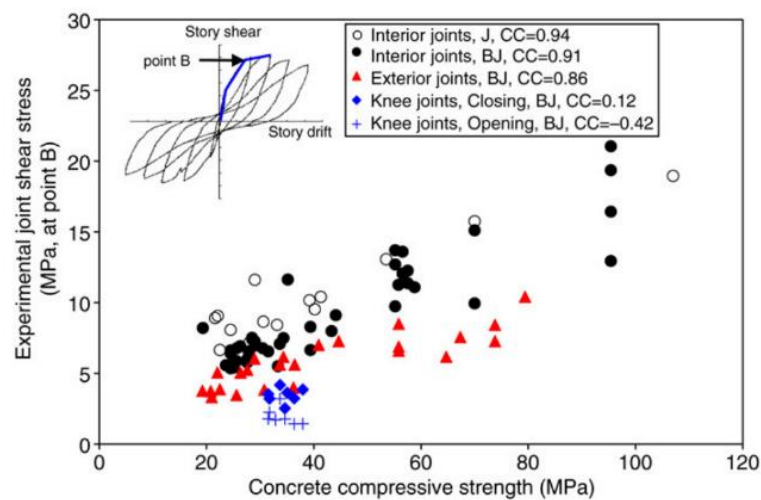 30
25
20
15
10
5
0
0 20 40 60 80 100 120
Concrete compressive strength (MPa)
Experimental joint shear stress
(MPa, at point B)
Story shear
point B
Story drift
Interior joints, J, CC=0.94
Interior joints, BJ, CC=0.91
Exterior joints, BJ, CC=0.86
Knee joints, Closing, BJ, CC=0.12
Knee joints, Opening, BJ, CC=−0.42